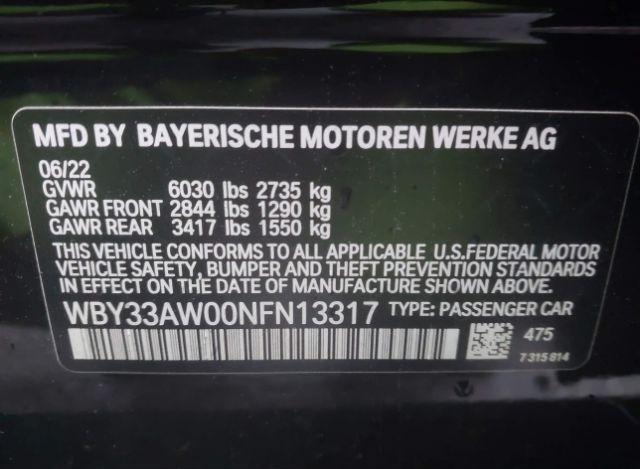 MFD BY BAYERISCHE MOTOREN WERKE AG
06/22
GVWR 6030 lbs 2735 kg
GAWR FRONT 2844 lbs 1290 kg
GAWR REAR 3417 lbs 1550 kg
THIS VEHICLE CONFORMS TO ALL APPLICABLE U.S.FEDERAL MOTOR
VEHICLE SAFETY, BUMPER AND THEFT PREVENTION STANDARDS
IN EFFECT ON THE DATE OF MANUFACTURE SHOWN ABOVE.
WBY33AW00NFN13317 TYPE: PASSENGER CAR
475
7 315 814